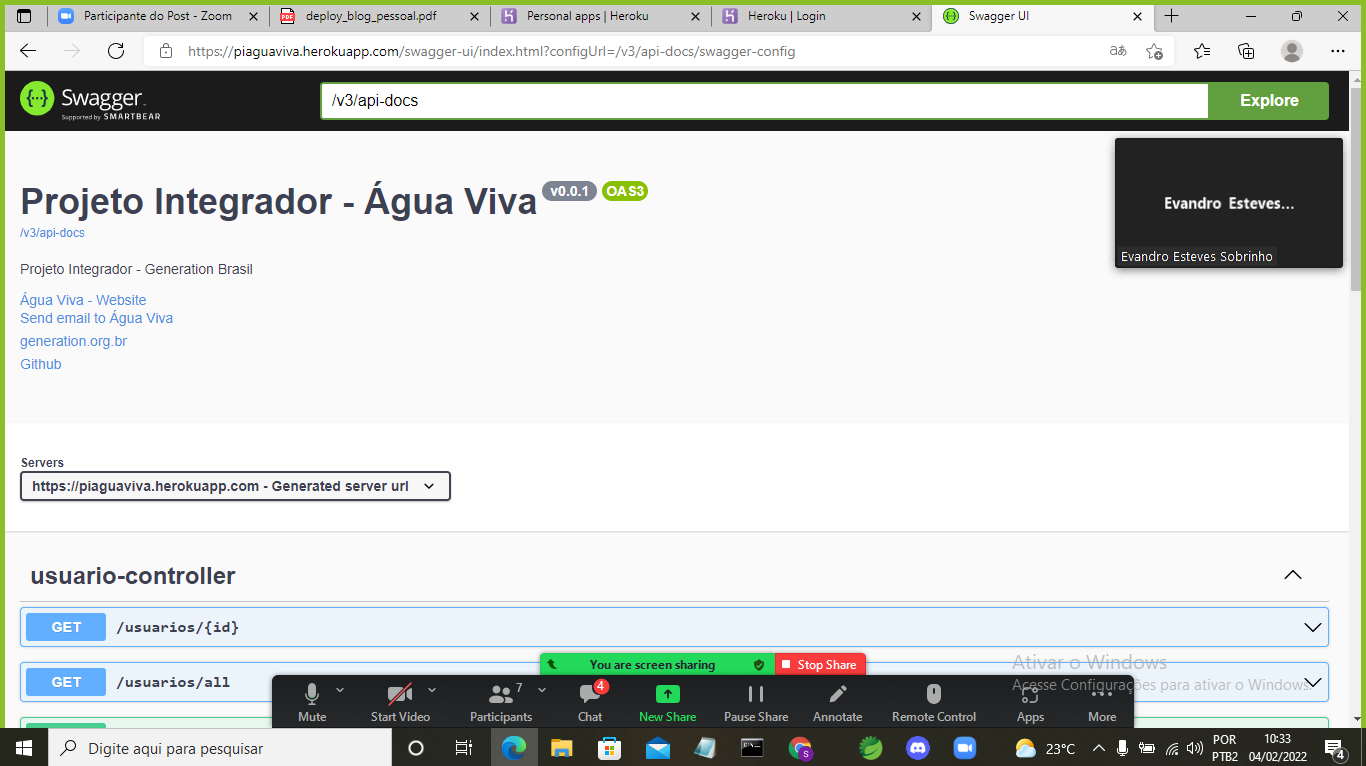 Participante do Post - Zoom
deploy_blog_pessoal.pdf
Personal apps | Heroku
Heroku | Login
Swagger UI
https://piaguaviva.herokuapp.com/swagger-ui/index.html?configUrl=/v3/api-docs/swagger-config
Swagger
Supported by SMARTBEAR
/v3/api-docs
Explore
Projeto Integrador - Água Viva
v0.0.1
OAS3
/v3/api-docs
Projeto Integrador - Generation Brasil
Água Viva - Website
Send email to Água Viva
generation.org.br
Github
Evandro Esteves...
Evandro Esteves Sobrinho
Servers
https://piaguaviva.herokuapp.com - Generated server url
usuario-controller
GET /usuarios/{id}
GET /usuarios/all
You are screen sharing
Stop Share
Ativar o Windows
Acesse Configurações para ativar o Windows.
Mute
Start Video
7
Participants
4
Chat
New Share
Pause Share
Annotate
Remote Control
Apps
More
Digite aqui para pesquisar
23°C
POR
PTB2
10:33
04/02/2022
4